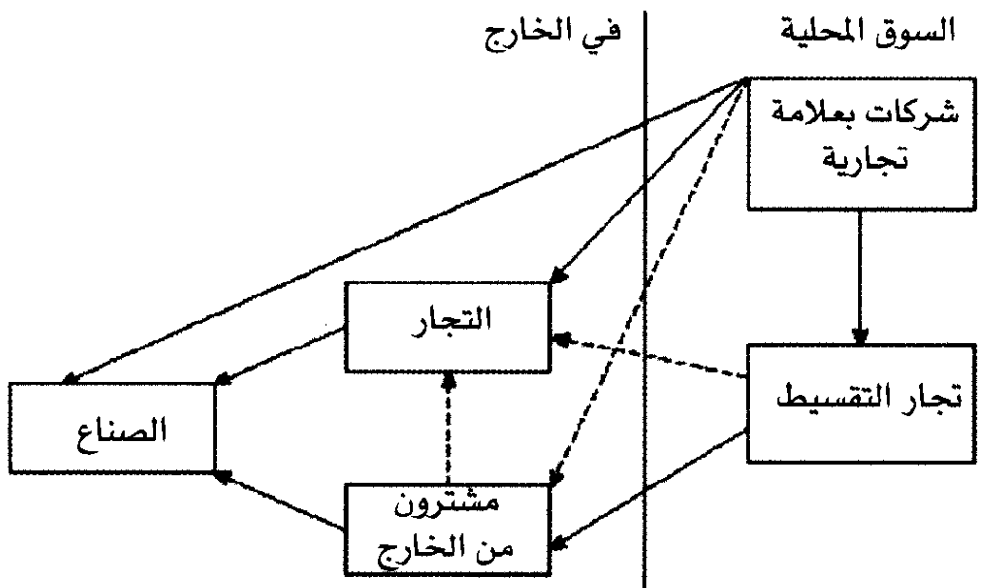 السوق المحلية
في الخارج
شركات بعلامة
تجارية
التجار
تجار التقسيط
الصناع
مشترون
من الخارج